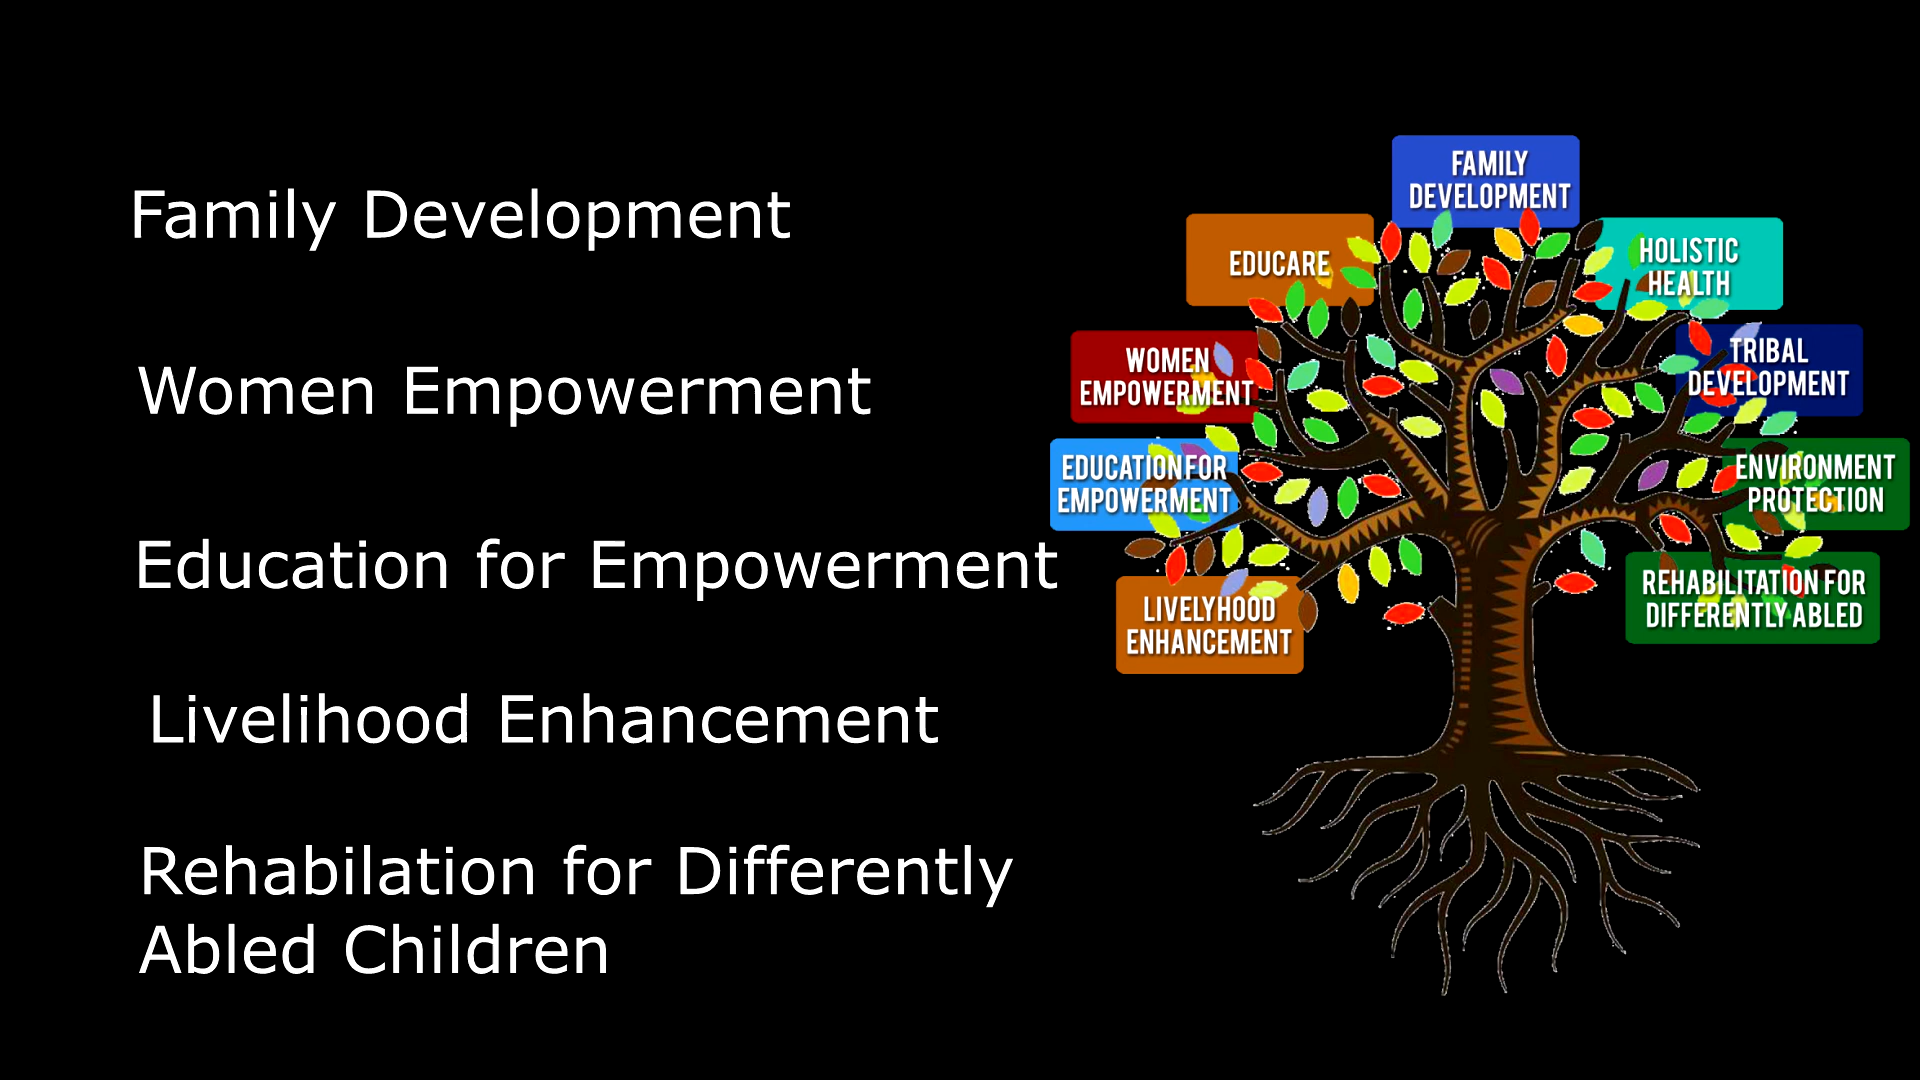 Family Development
Women Empowerment
Education for Empowerment
Livelihood Enhancement
Rehabilation for Differently
Abled Children
FAMILY
DEVELOPMENT
EDUCARE
HOLISTIC
HEALTH
WOMEN
EMPOWERMENT
TRIBAL
DEVELOPMENT
EDUCATION FOR
EMPOWERMENT
ENVIRONMENT
PROTECTION
LIVELYHOOD
ENHANCEMENT
REHABILITATION FOR
DIFFERENTLY ABLED